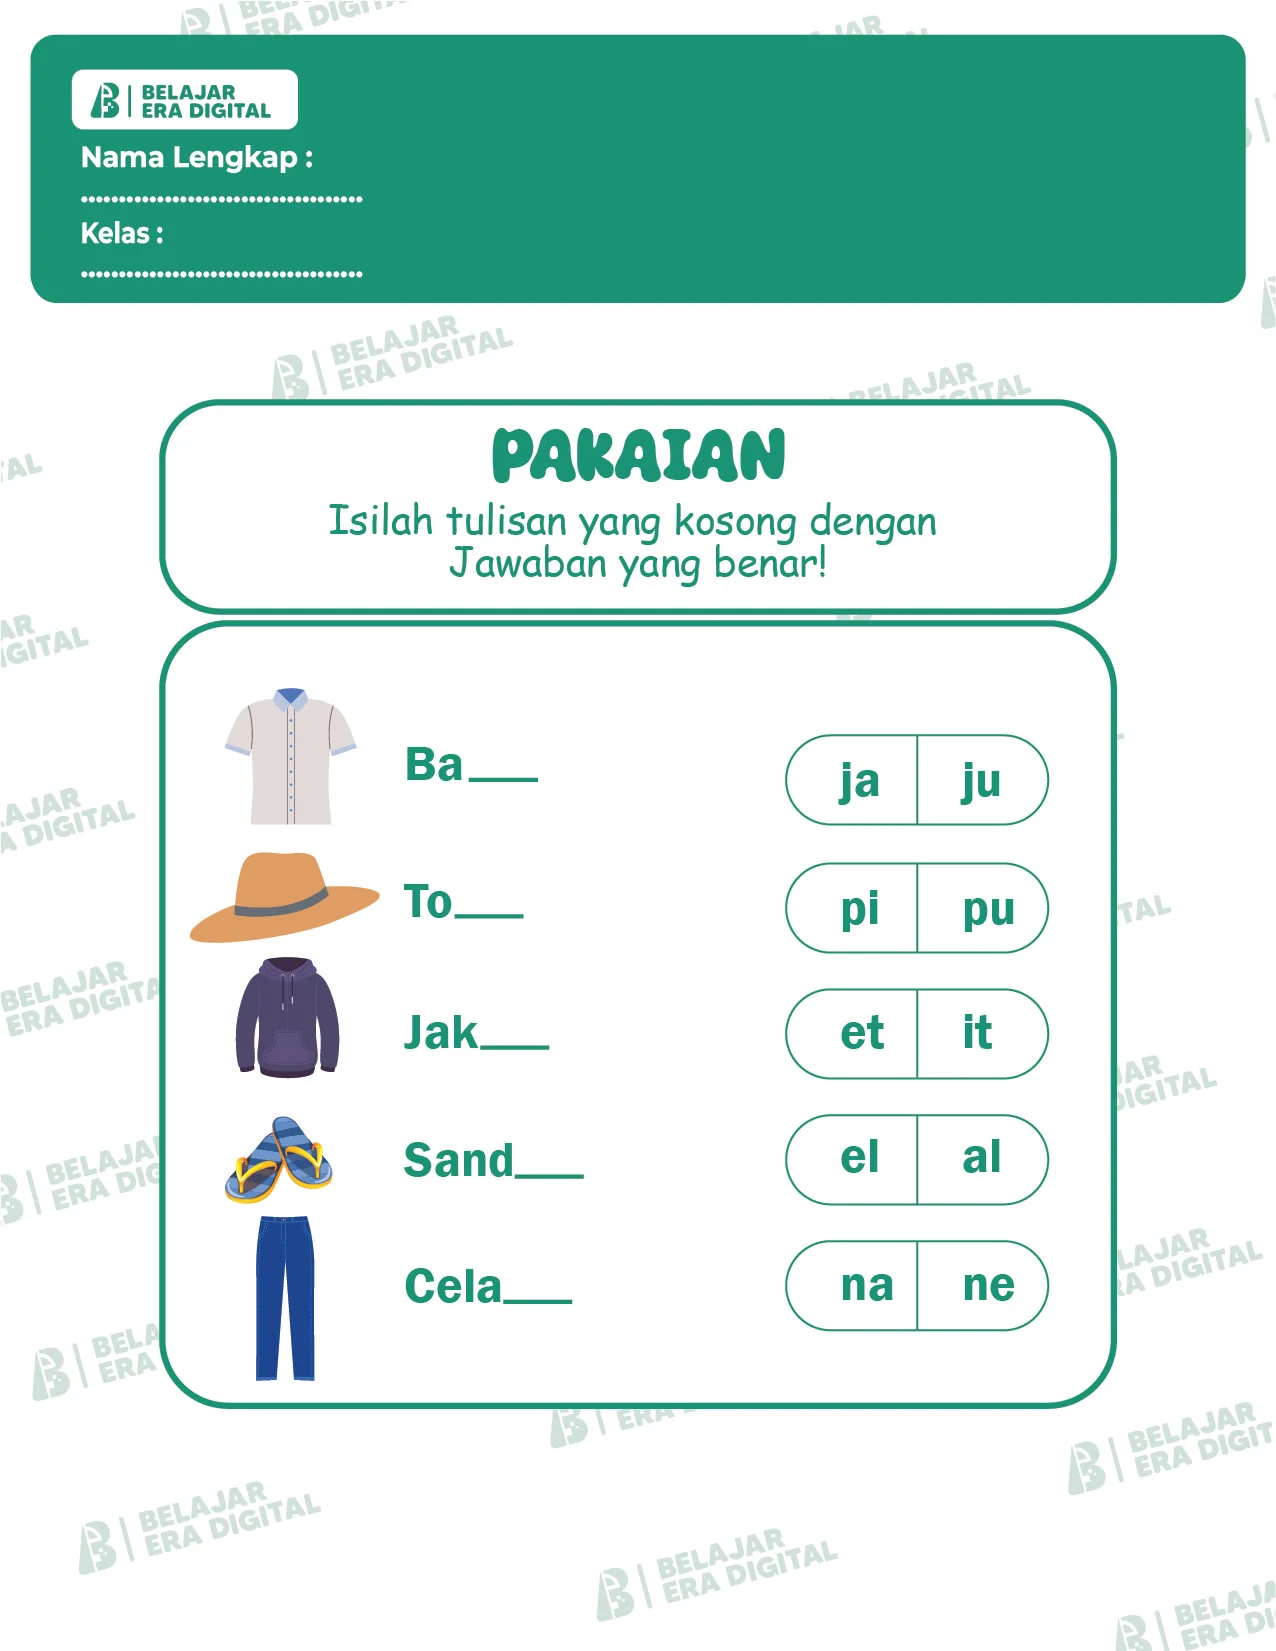 BELAJAR
ERA DIGITAL
Nama Lengkap :
.....................................
Kelas :
.....................................
PAKAIAN
Isilah tulisan yang kosong dengan
Jawaban yang benar!
Ba___ ja ju
To___ pi pu
Jak___ et it
Sand___ el al
Cela___ na ne
BELAJAR
ERA DIGITAL